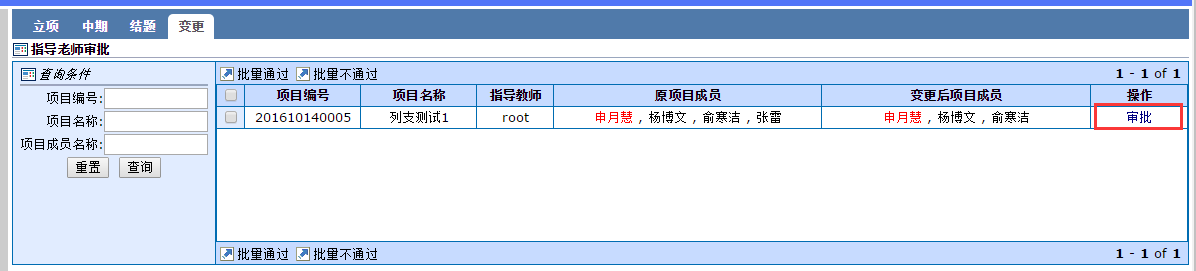 立项 中期 结题 变更
指导老师审批
查询条件
项目编号:
项目名称:
项目成员名称:
重置 查询
批量通过 批量不通过 1 - 1 of 1
项目编号 项目名称 指导教师 原项目成员 变更后项目成员 操作
201610140005 列支测试1 root 申月慧 , 杨博文 , 俞寒洁 , 张雷 申月慧 , 杨博文 , 俞寒洁 审批
批量通过 批量不通过 1 - 1 of 1